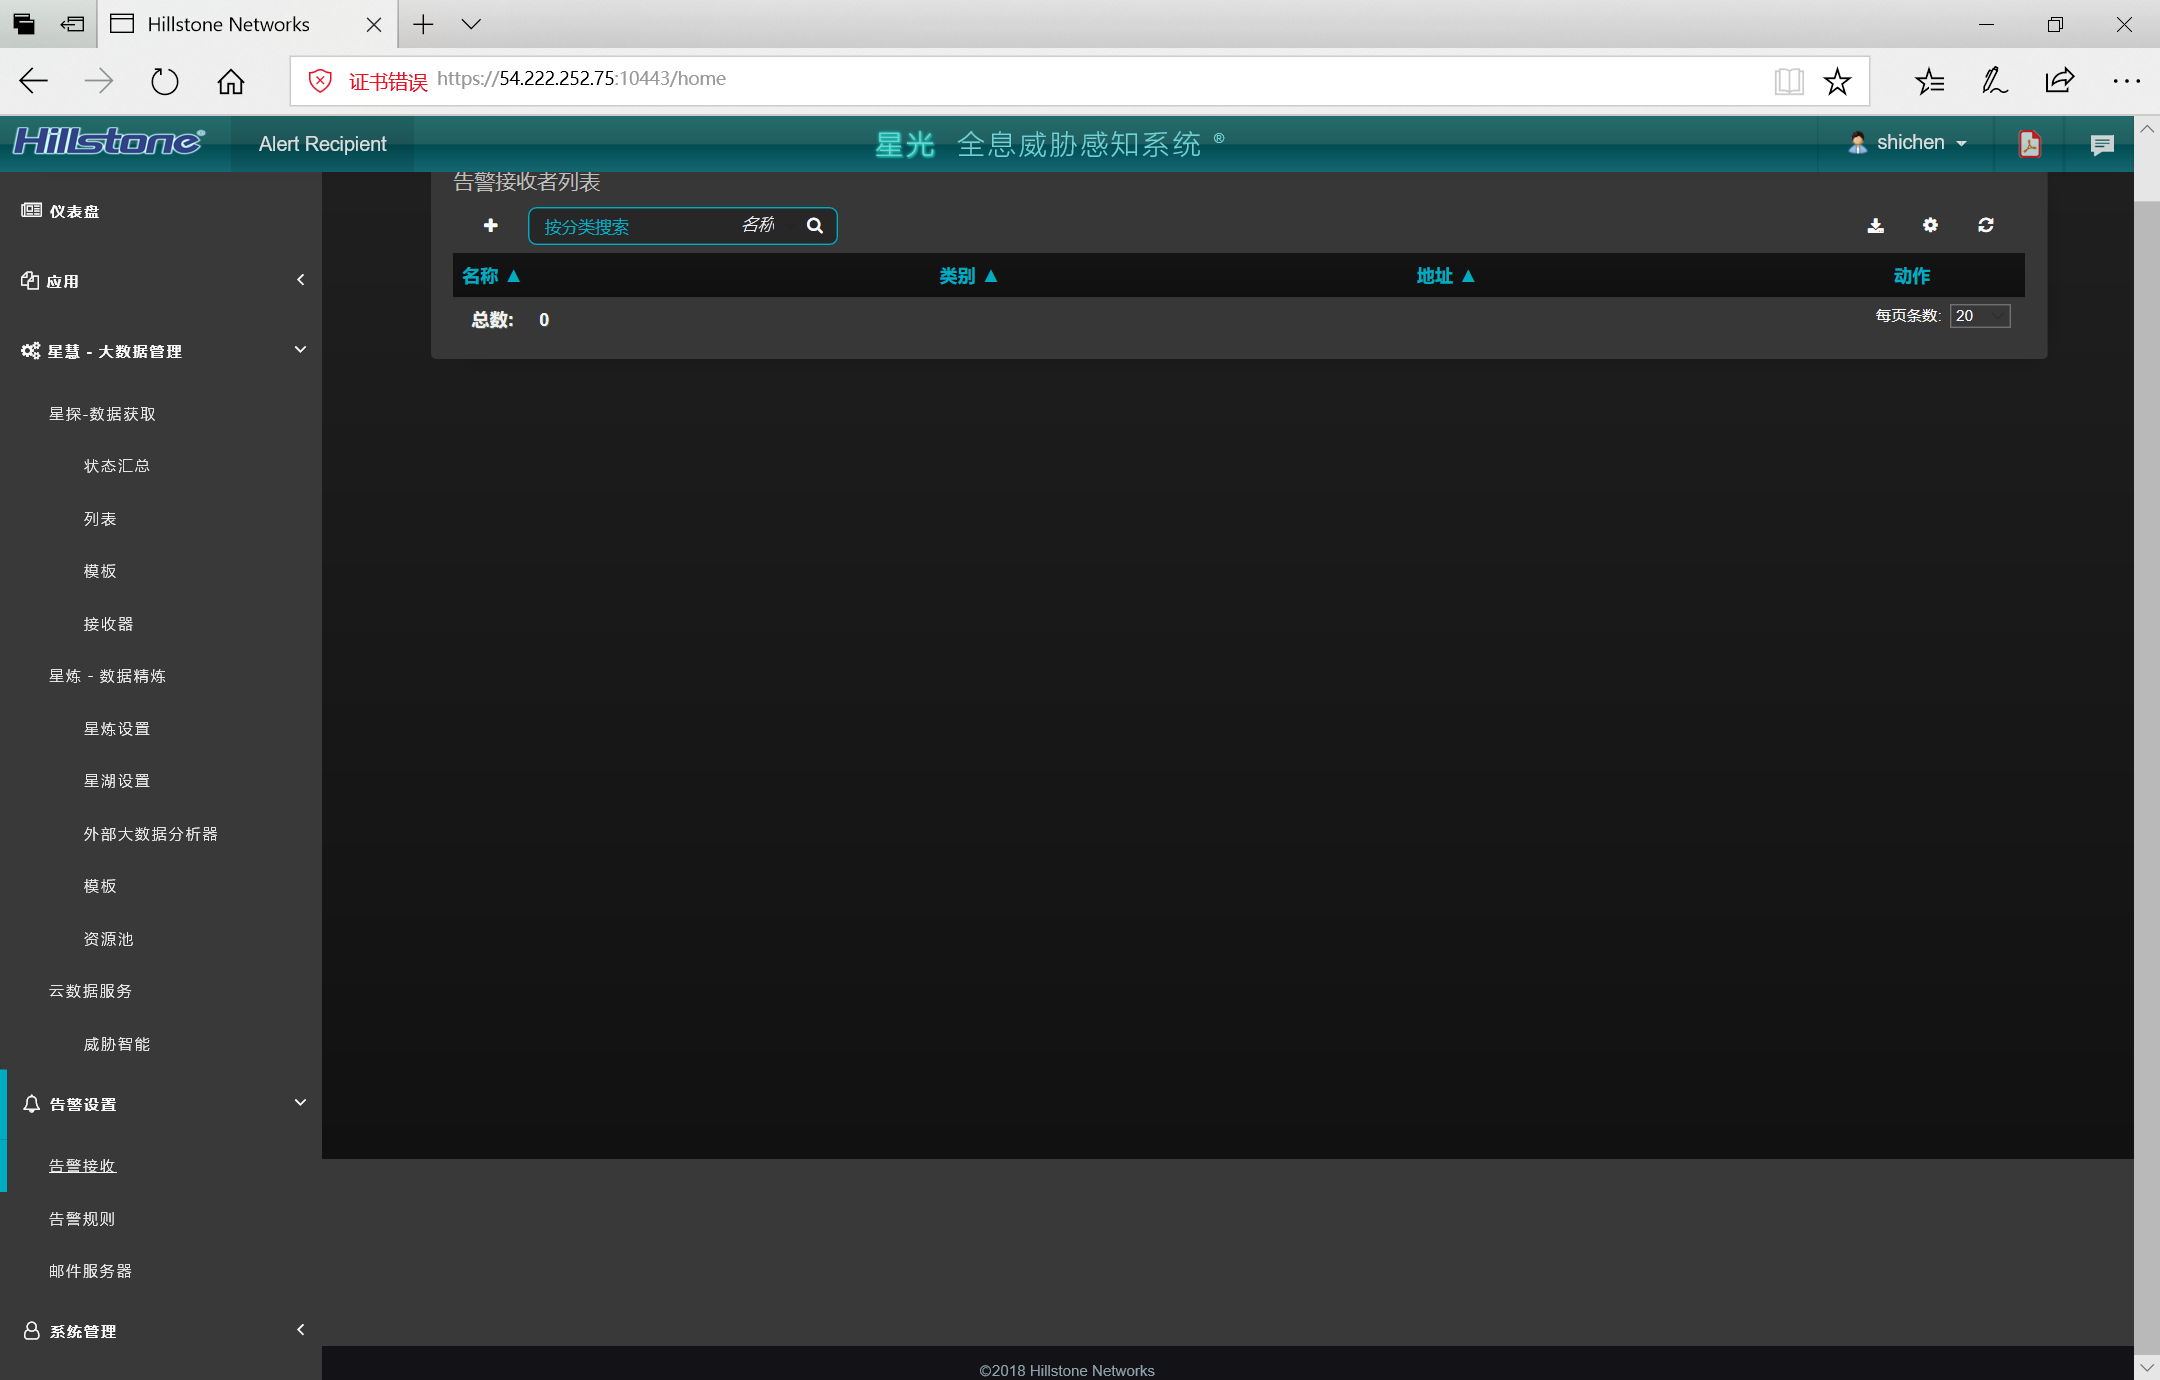 Hillstone Networks
证书错误 https://54.222.252.75:10443/home
Hillstone®
Alert Recipient
星光 全息威胁感知系统 ®
shichen
仪表盘
应用
星慧 - 大数据管理
星探-数据获取
状态汇总
列表
模板
接收器
星炼 - 数据精炼
星炼设置
星湖设置
外部大数据分析器
模板
资源池
云数据服务
威胁智能
告警设置
告警接收
告警规则
邮件服务器
系统管理
告警接收者列表
按分类搜索 名称
名称 ▲ 类别 ▲ 地址 ▲ 动作
总数: 0
每页条数: 20
©2018 Hillstone Networks